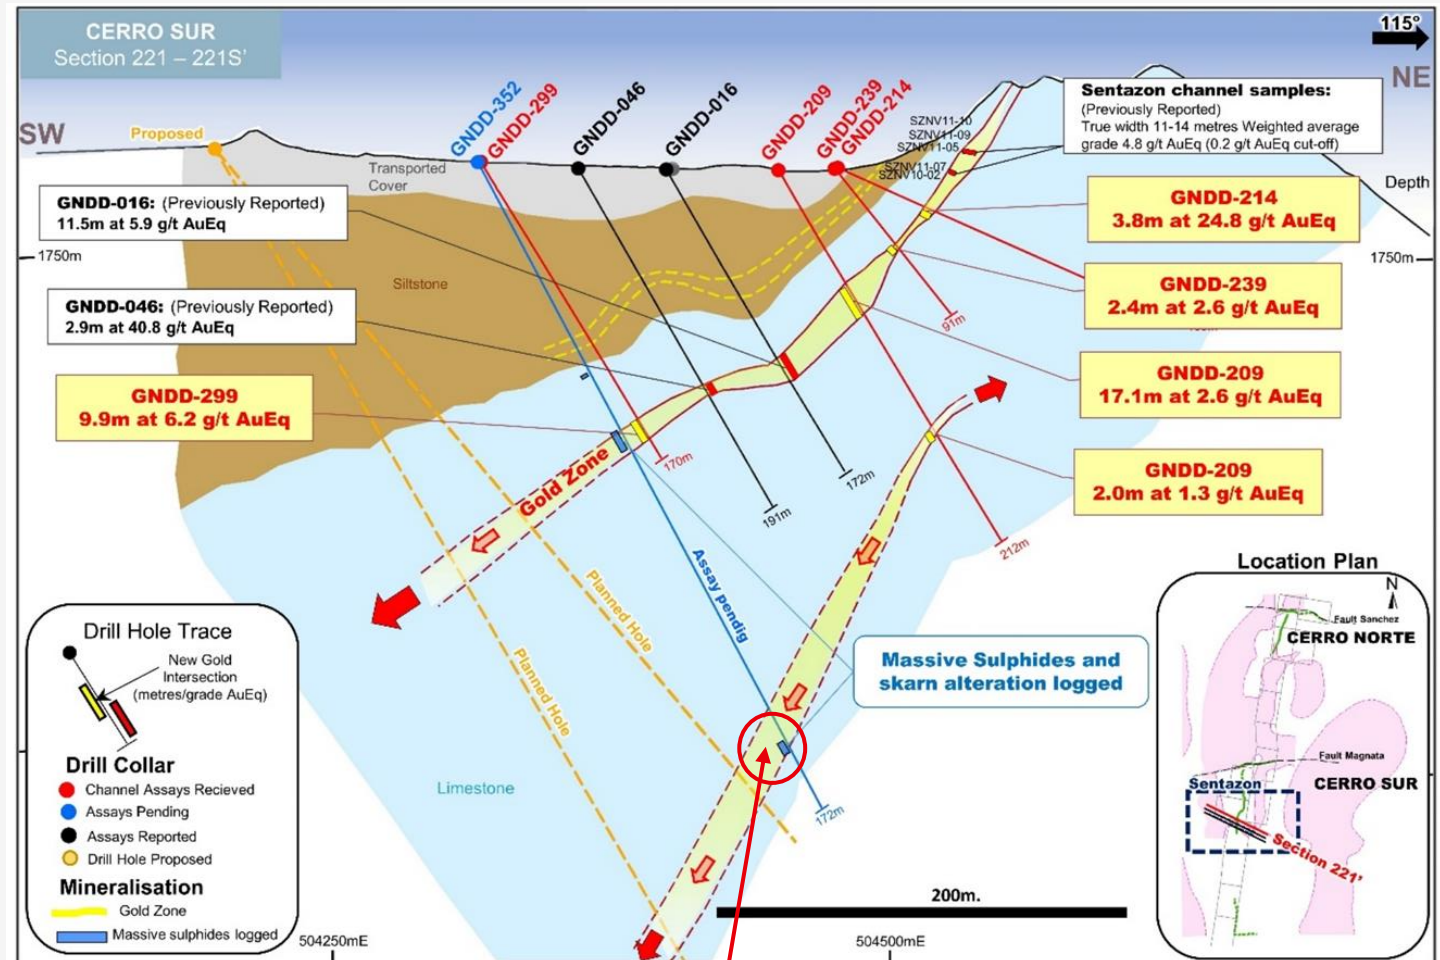 CERRO SUR
Section 221 – 221S'
115°
SW
NE
Proposed
GNDD-352
GNDD-299
GNDD-046
GNDD-016
GNDD-209
GNDD-239
GNDD-214
SZNV11-10
SZNV11-09
SZNV11-05
SZNV11-07
SZNV10-02
Sentazon channel samples:
(Previously Reported)
True width 11-14 metres Weighted average
grade 4.8 g/t AuEq (0.2 g/t AuEq cut-off)
Transported
Cover
Depth
GNDD-016: (Previously Reported)
11.5m at 5.9 g/t AuEq
GNDD-214
3.8m at 24.8 g/t AuEq
1750m
1750m
Siltstone
GNDD-046: (Previously Reported)
2.9m at 40.8 g/t AuEq
GNDD-239
2.4m at 2.6 g/t AuEq
91m
GNDD-299
9.9m at 6.2 g/t AuEq
GNDD-209
17.1m at 2.6 g/t AuEq
Gold Zone
170m
172m
191m
212m
GNDD-209
2.0m at 1.3 g/t AuEq
Assay pendig
Planned Hole
Planned Hole
Massive Sulphides and
skarn alteration logged
Limestone
172m
200m.
504250mE
504500mE
Drill Hole Trace
New Gold
Intersection
(metres/grade AuEq)
Drill Collar
Channel Assays Recieved
Assays Pending
Assays Reported
Drill Hole Proposed
Mineralisation
Gold Zone
Massive sulphides logged
Location Plan
N
Fault Sanchez
CERRO NORTE
Fault Magnata
Sentazon
CERRO SUR
Section 221'